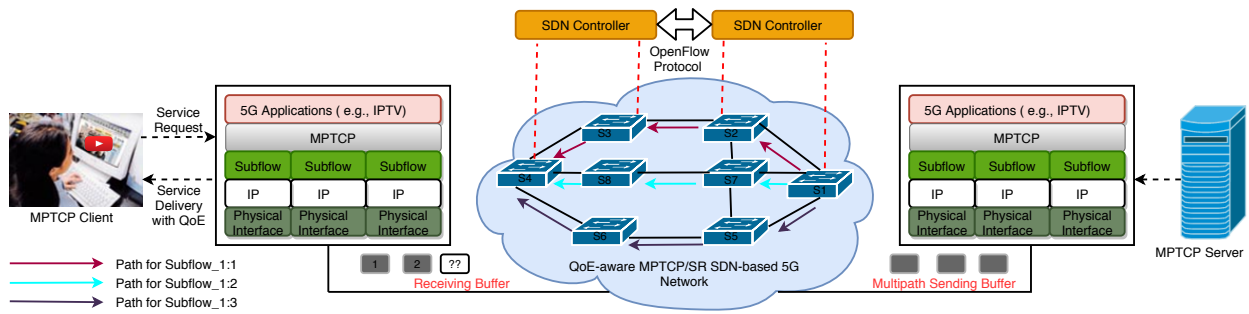 SDN Controller
SDN Controller
OpenFlow
Protocol
5G Applications ( e.g., IPTV)
MPTCP
Subflow
Subflow
Subflow
IP
IP
IP
Physical
Interface
Physical
Interface
Physical
Interface
Service
Request
Service
Delivery
with QoE
MPTCP Client
S3
S2
S4
S8
S7
S1
S6
S5
QoE-aware MPTCP/SR SDN-based 5G
Network
5G Applications ( e.g., IPTV)
MPTCP
Subflow
Subflow
Subflow
IP
IP
IP
Physical
Interface
Physical
Interface
Physical
Interface
MPTCP Server
Path for Subflow_1:1
Path for Subflow_1:2
Path for Subflow_1:3
1
2
??
Receiving Buffer
Multipath Sending Buffer